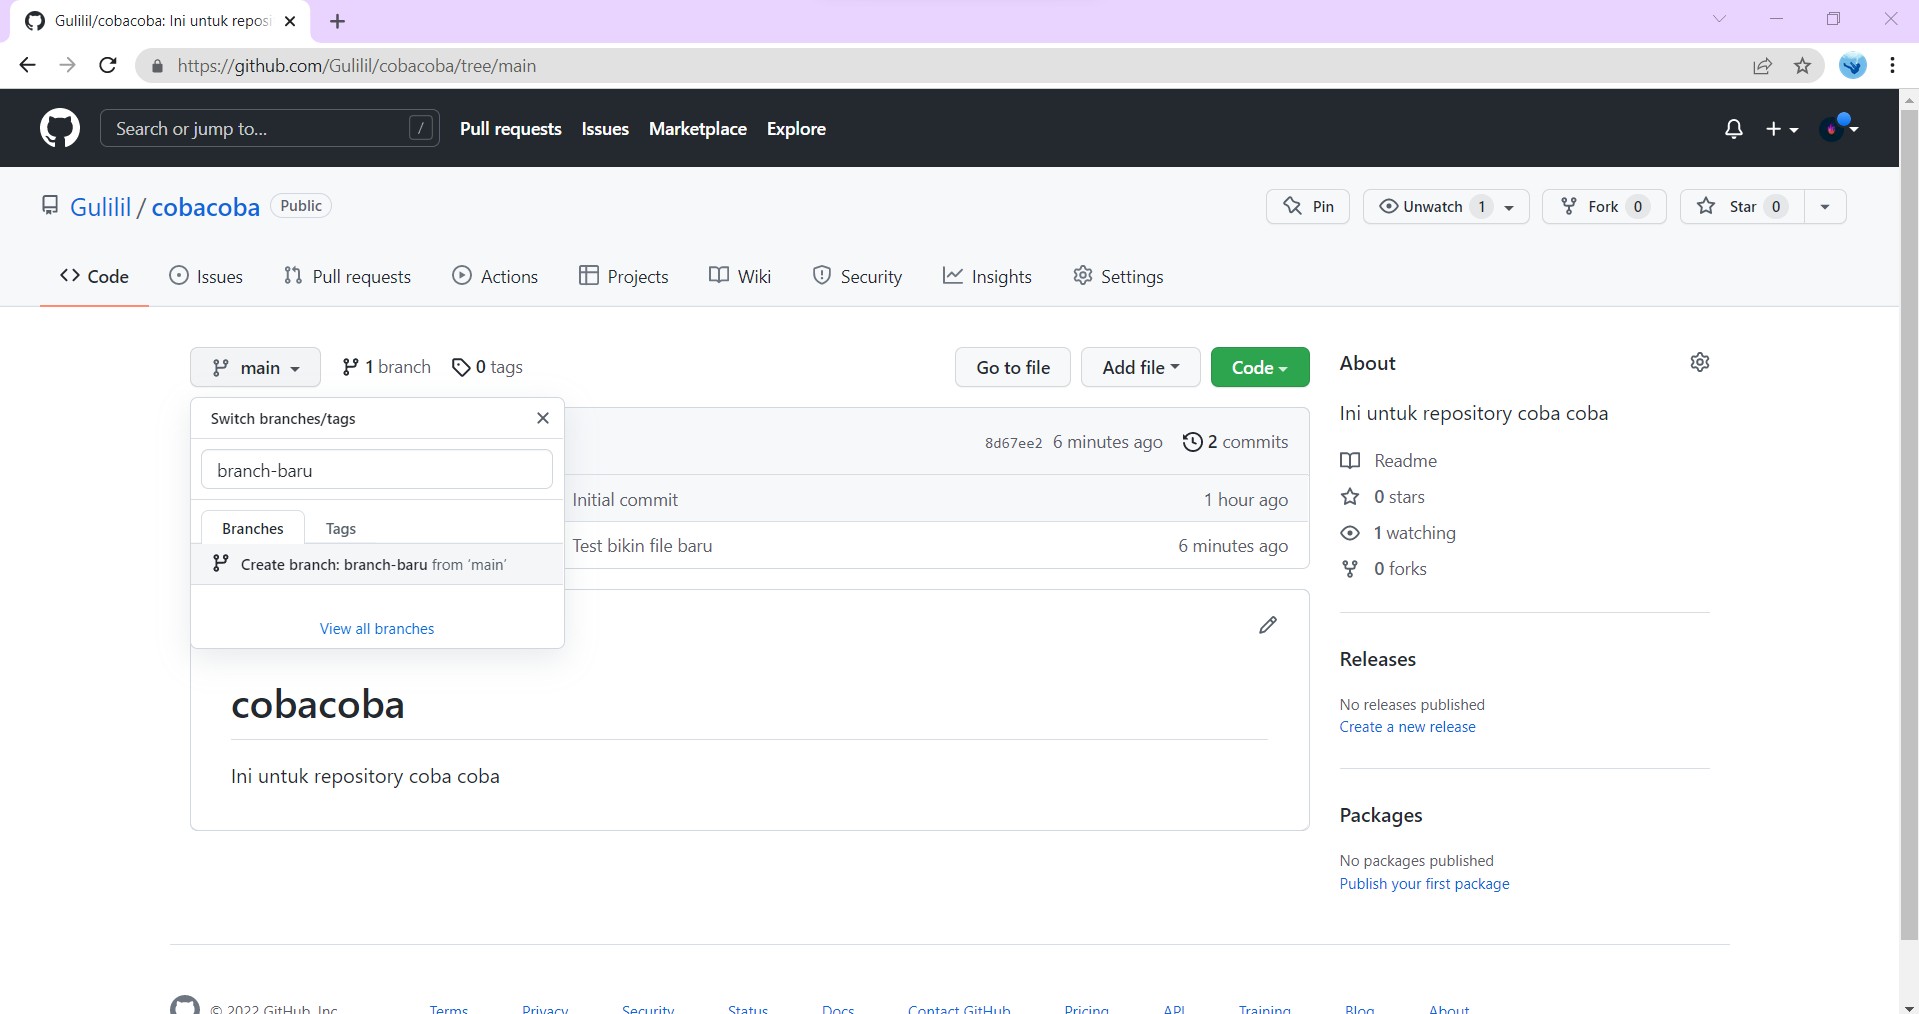 Gulilil/cobacoba: Ini untuk reposi
https://github.com/Gulilil/cobacoba/tree/main
Search or jump to...
/
Pull requests
Issues
Marketplace
Explore
Gulilil / cobacoba
Public
Pin
Unwatch 1
Fork 0
Star 0
Code
Issues
Pull requests
Actions
Projects
Wiki
Security
Insights
Settings
main
1 branch
0 tags
Go to file
Add file
Code
Switch branches/tags
branch-baru
Branches
Tags
Create branch: branch-baru from ‘main’
View all branches
8d67ee2 6 minutes ago
2 commits
Initial commit
1 hour ago
Test bikin file baru
6 minutes ago
cobacoba
Ini untuk repository coba coba
About
Ini untuk repository coba coba
Readme
0 stars
1 watching
0 forks
Releases
No releases published
Create a new release
Packages
No packages published
Publish your first package
© 2022 GitHub, Inc.
Terms
Privacy
Security
Status
Docs
Contact GitHub
Pricing
API
Training
Blog
About